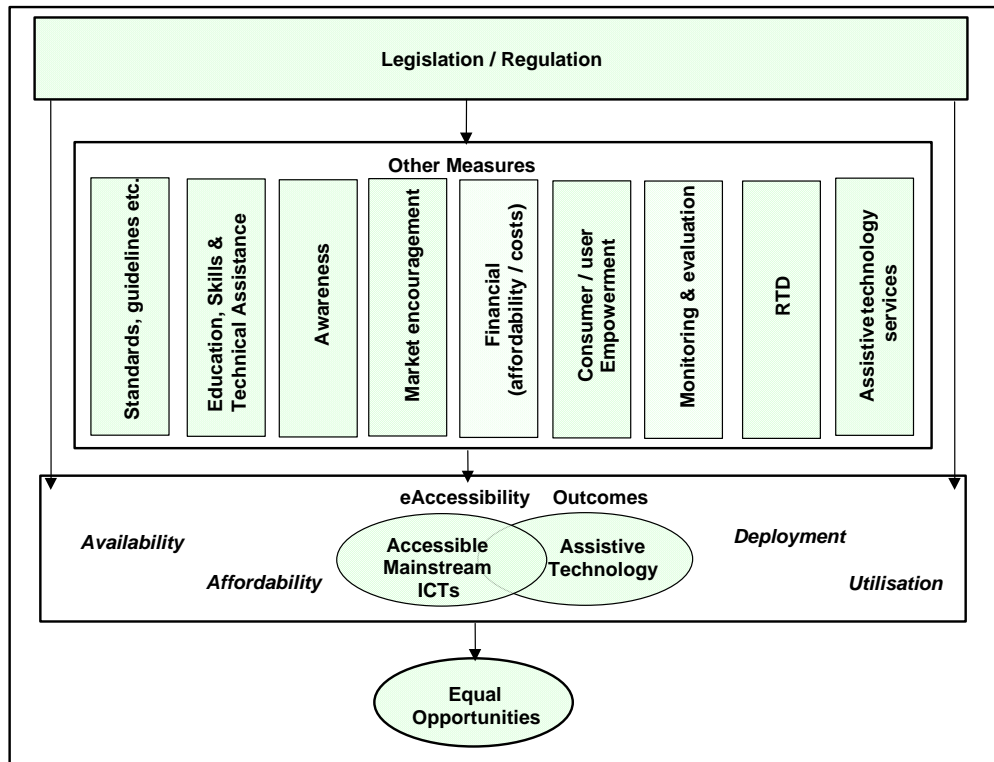 Legislation / Regulation
Other Measures
Standards, guidelines etc.
Education, Skills &
Technical Assistance
Awareness
Market encouragement
Financial
(affordability / costs)
Consumer / user
Empowerment
Monitoring & evaluation
RTD
Assistive technology
services
eAccessibility Outcomes
Availability
Affordability
Accessible
Mainstream
ICTs
Assistive
Technology
Deployment
Utilisation
Equal
Opportunities